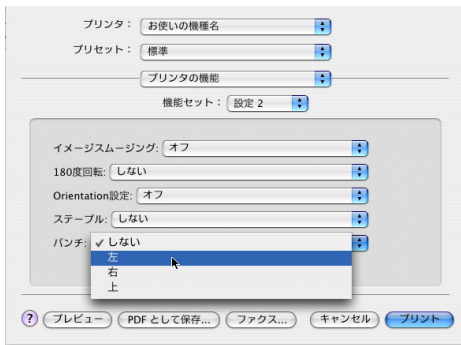 プリンタ： お使いの機種名
プリセット： 標準
プリンタの機能
機能セット： 設定 2
イメージスムージング: オフ
180度回転: しない
Orientation設定: オフ
ステープル: しない
パンチ: ✓ しない
左
右
上
? プレビュー PDF として保存... ファクス... キャンセル プリント